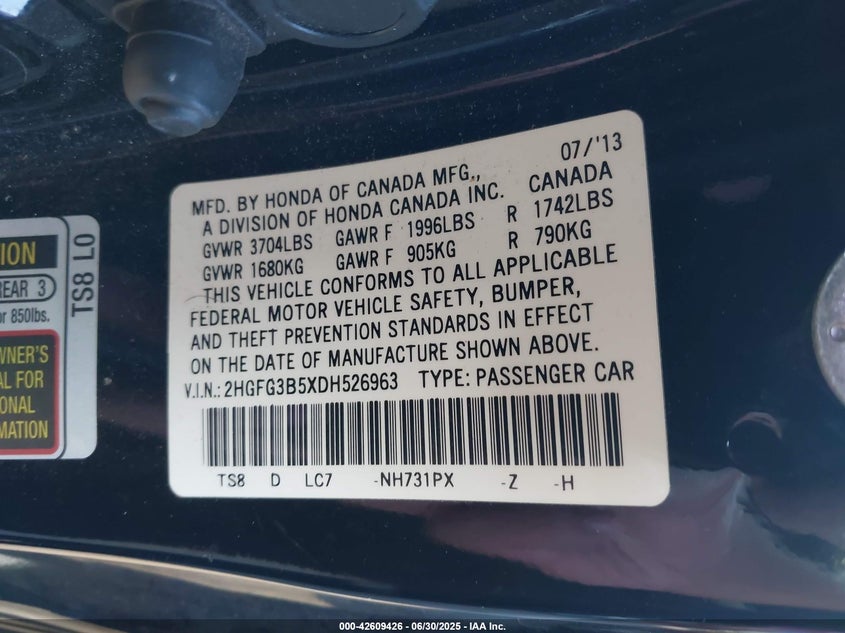 07/'13
MFD. BY HONDA OF CANADA MFG.,
A DIVISION OF HONDA CANADA INC. CANADA
GVWR 3704LBS GAWR F 1996LBS R 1742LBS
GVWR 1680KG GAWR F 905KG R 790KG
THIS VEHICLE CONFORMS TO ALL APPLICABLE
FEDERAL MOTOR VEHICLE SAFETY, BUMPER,
AND THEFT PREVENTION STANDARDS IN EFFECT
ON THE DATE OF MANUFACTURE SHOWN ABOVE.
V.I.N.: 2HGFG3B5XDH526963 TYPE: PASSENGER CAR
TS8 D LC7 -NH731PX -Z -H
TION
REAR 3
or 850lbs.
WNER'S
AL FOR
ONAL
MATION
TS8 L0
000-42609426 - 06/30/2025 - IAA Inc.